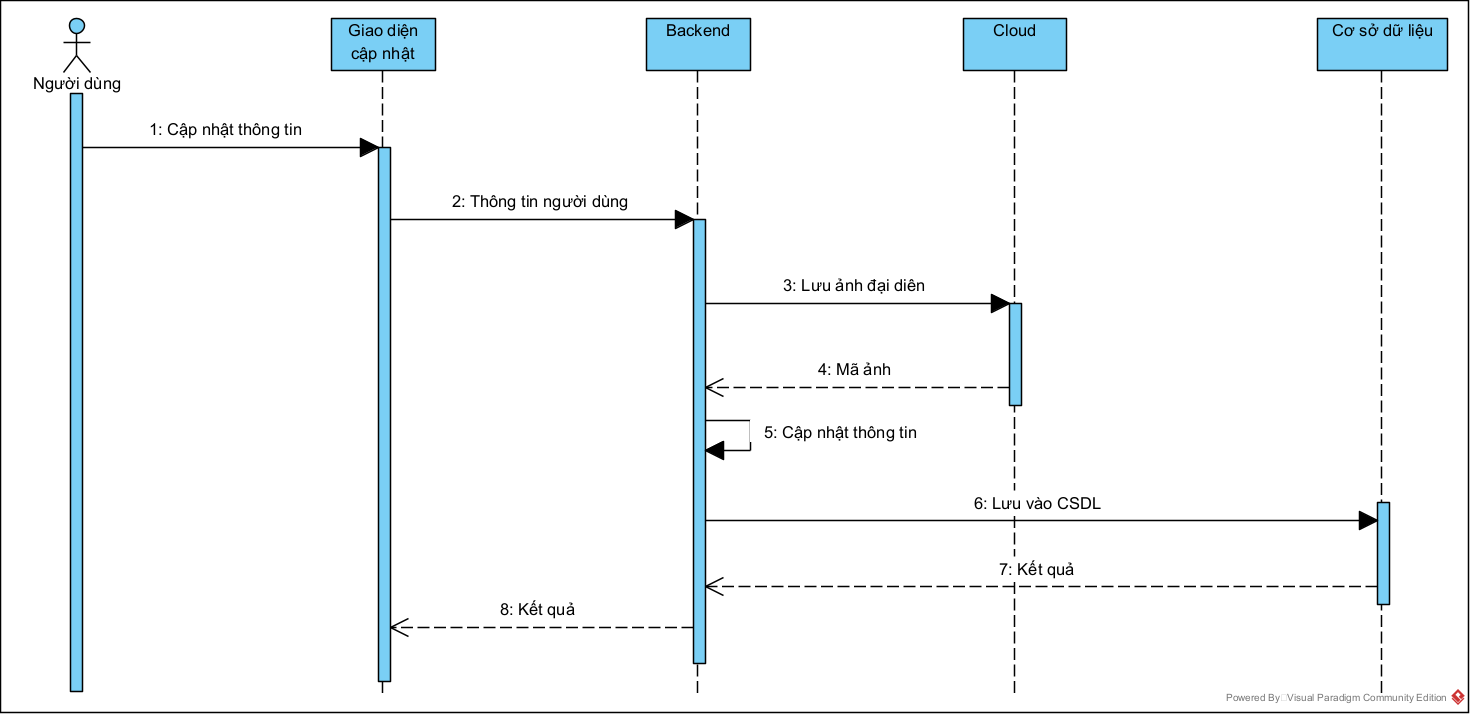 Người dùng
Giao diện
cập nhật
Backend
Cloud
Cơ sở dữ liệu
1: Cập nhật thông tin
2: Thông tin người dùng
3: Lưu ảnh đại diên
4: Mã ảnh
5: Cập nhật thông tin
6: Lưu vào CSDL
7: Kết quả
8: Kết quả
Powered By Visual Paradigm Community Edition